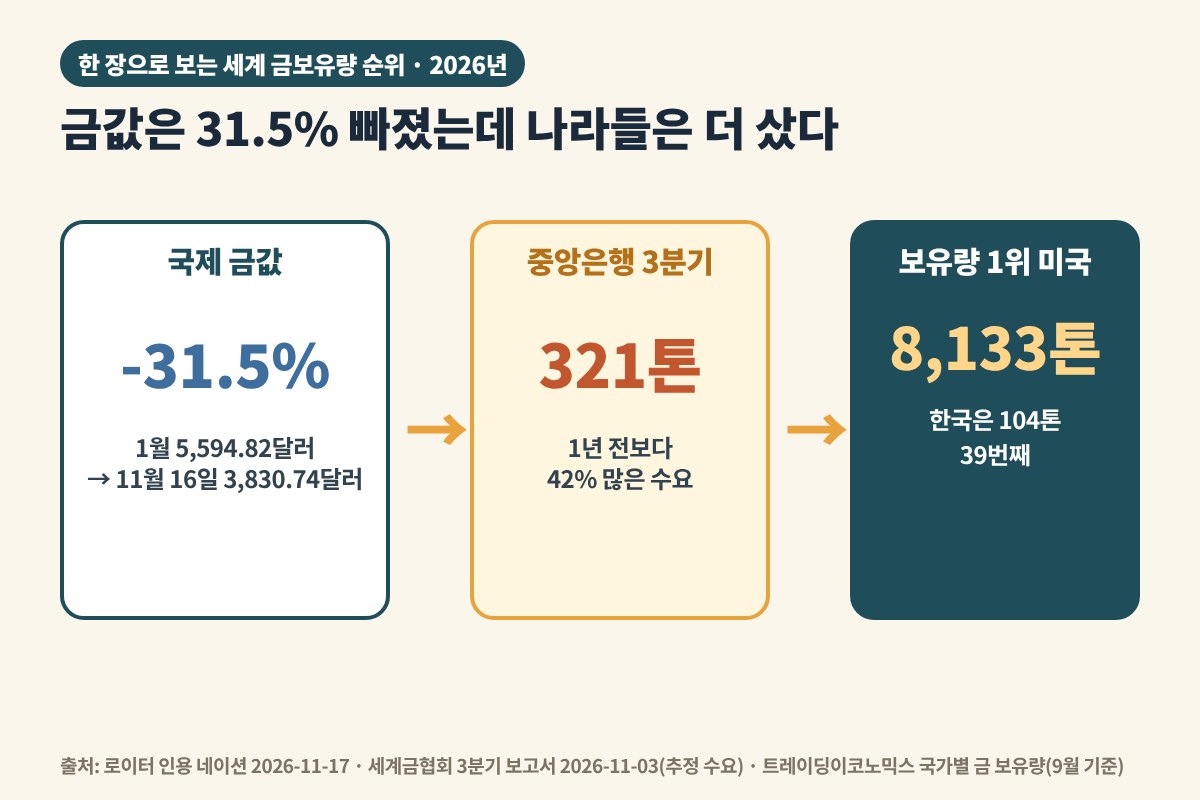 한 장으로 보는 세계 금보유량 순위 · 2026년
금값은 31.5% 빠졌는데 나라들은 더 샀다
국제 금값
-31.5%
1월 5,594.82달러
→ 11월 16일 3,830.74달러
→
중앙은행 3분기
321톤
1년 전보다
42% 많은 수요
→
보유량 1위 미국
8,133톤
한국은 104톤
39번째
출처: 로이터 인용 네이션 2026-11-17 · 세계금협회 3분기 보고서 2026-11-03(추정 수요) · 트레이딩이코노믹스 국가별 금 보유량(9월 기준)